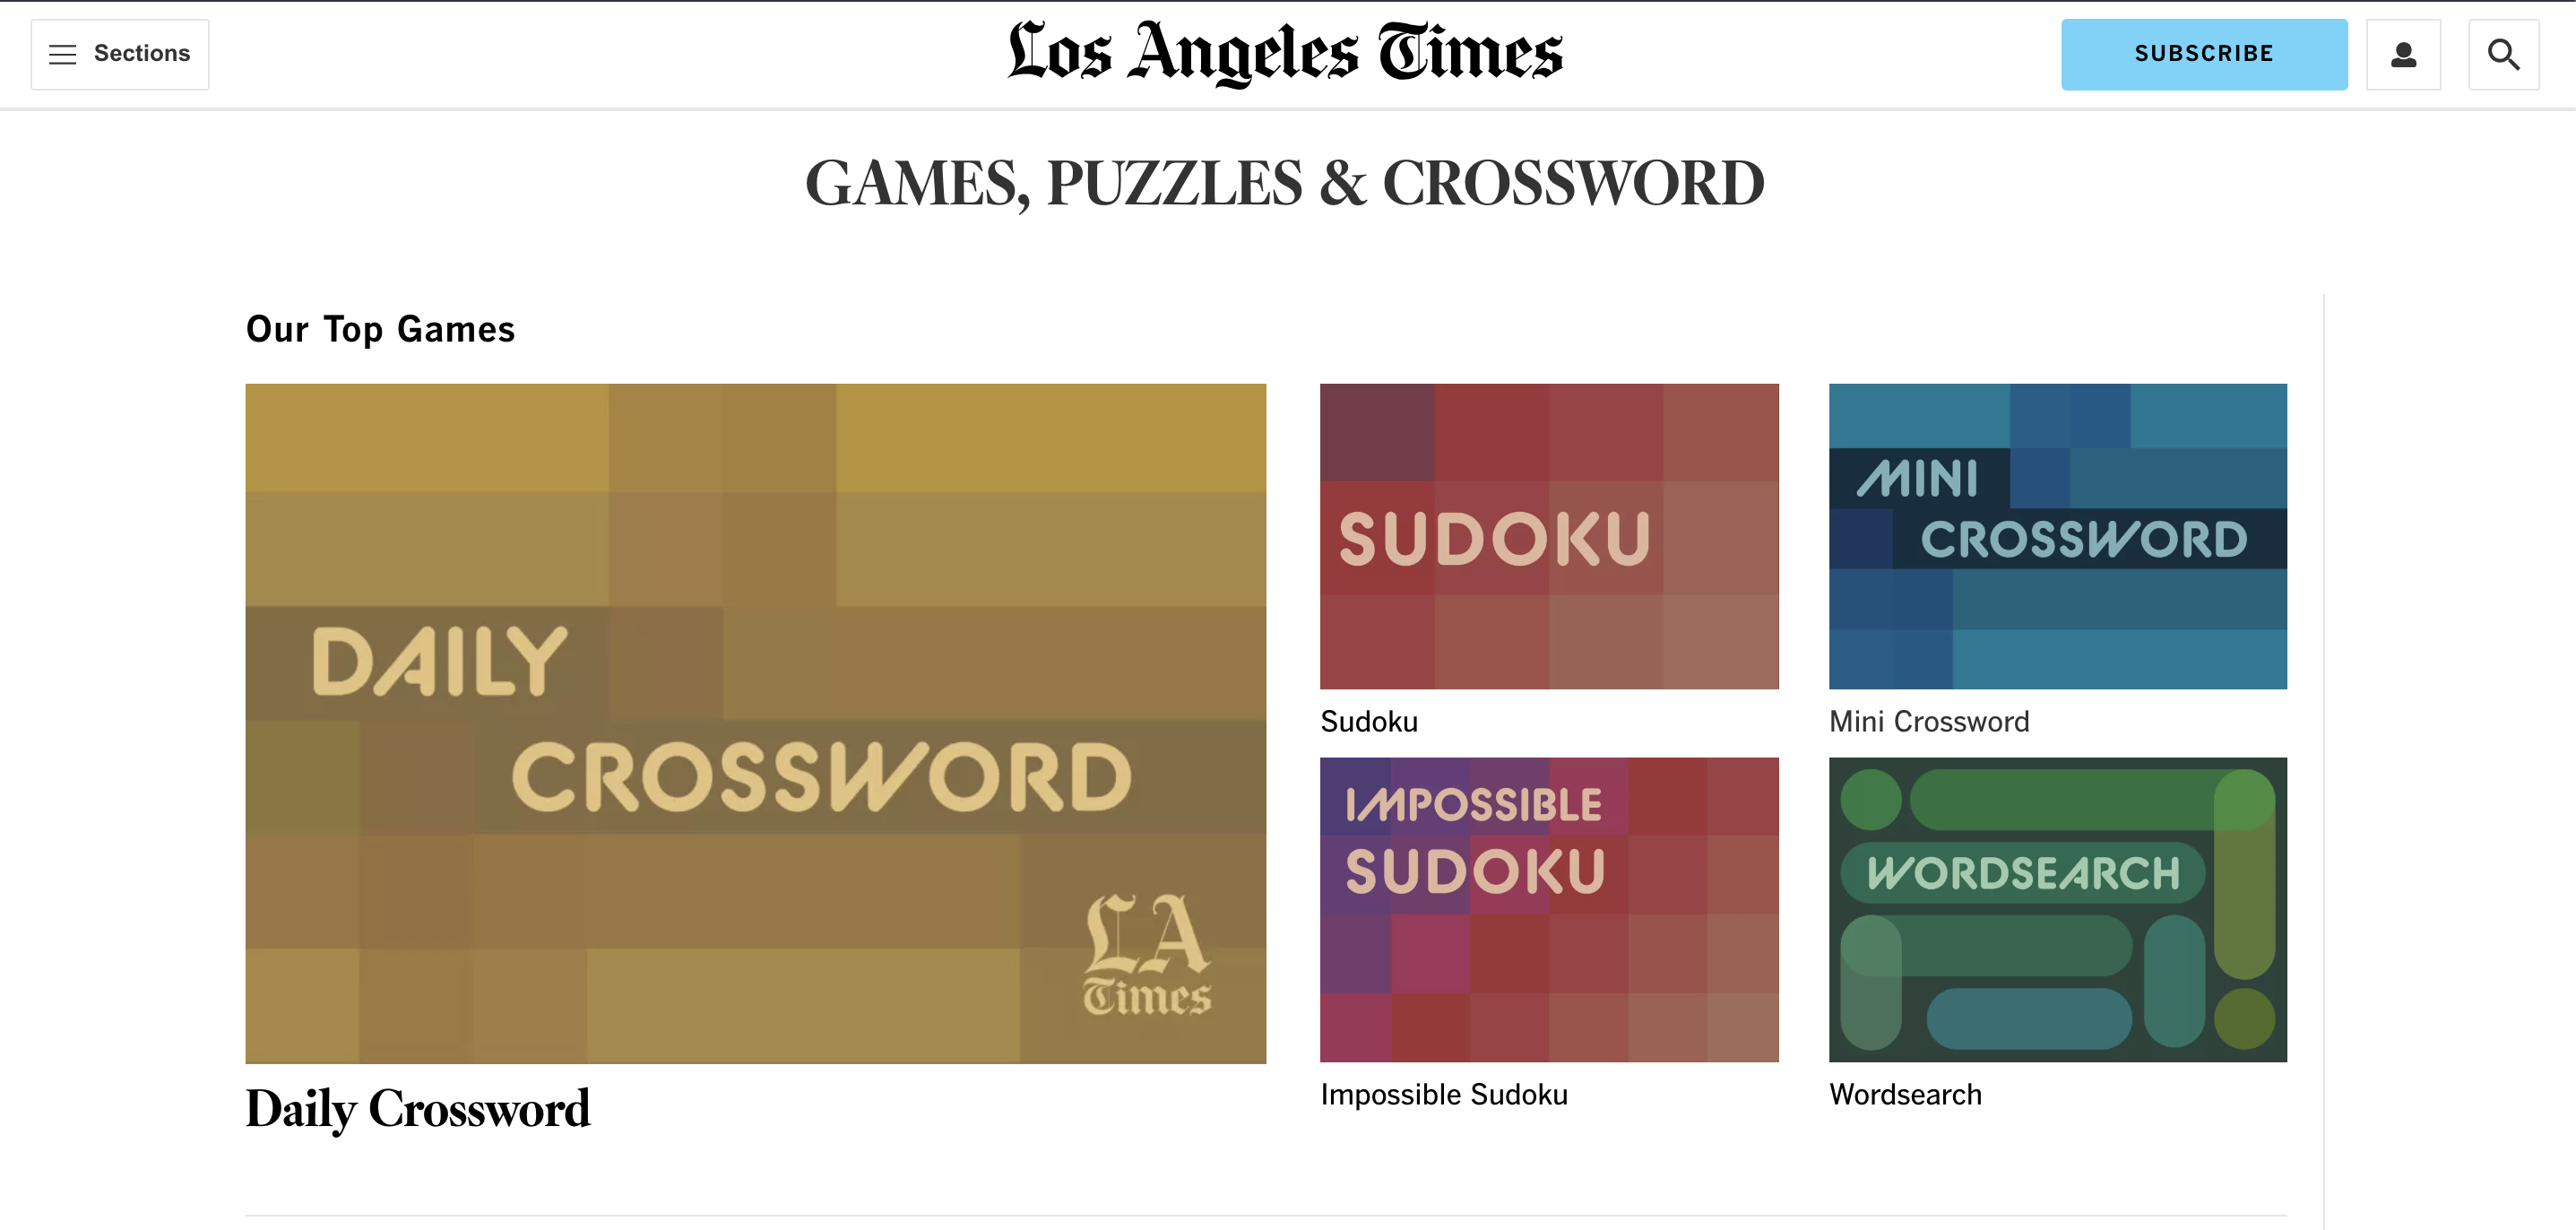 Sections
Los Angeles Times
SUBSCRIBE
GAMES, PUZZLES & CROSSWORD
Our Top Games
DAILY
CROSSWORD
LA
Times
Daily Crossword
SUDOKU
Sudoku
MINI
CROSSWORD
Mini Crossword
IMPOSSIBLE
SUDOKU
Impossible Sudoku
WORDSEARCH
Wordsearch